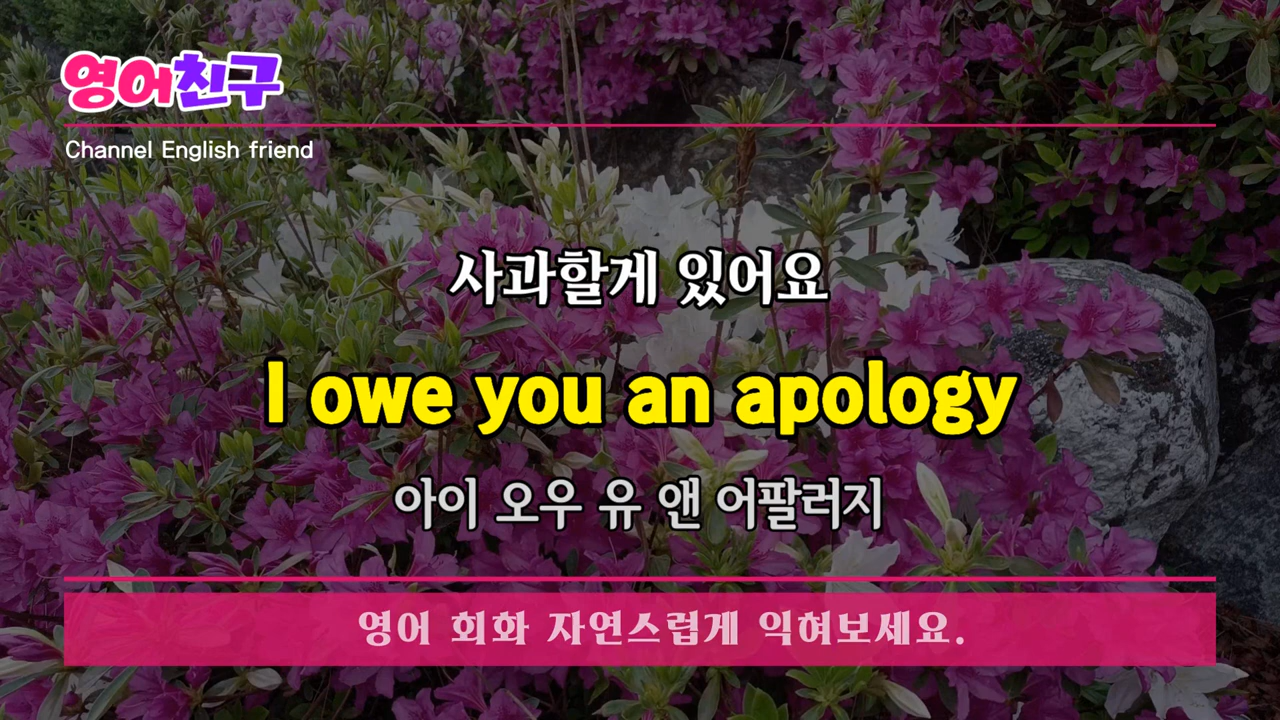 영어친구
Channel English friend
사과할게 있어요
I owe you an apology
아이 오우 유 앤 어팔러지
영어 회화 자연스럽게 익혀보세요.